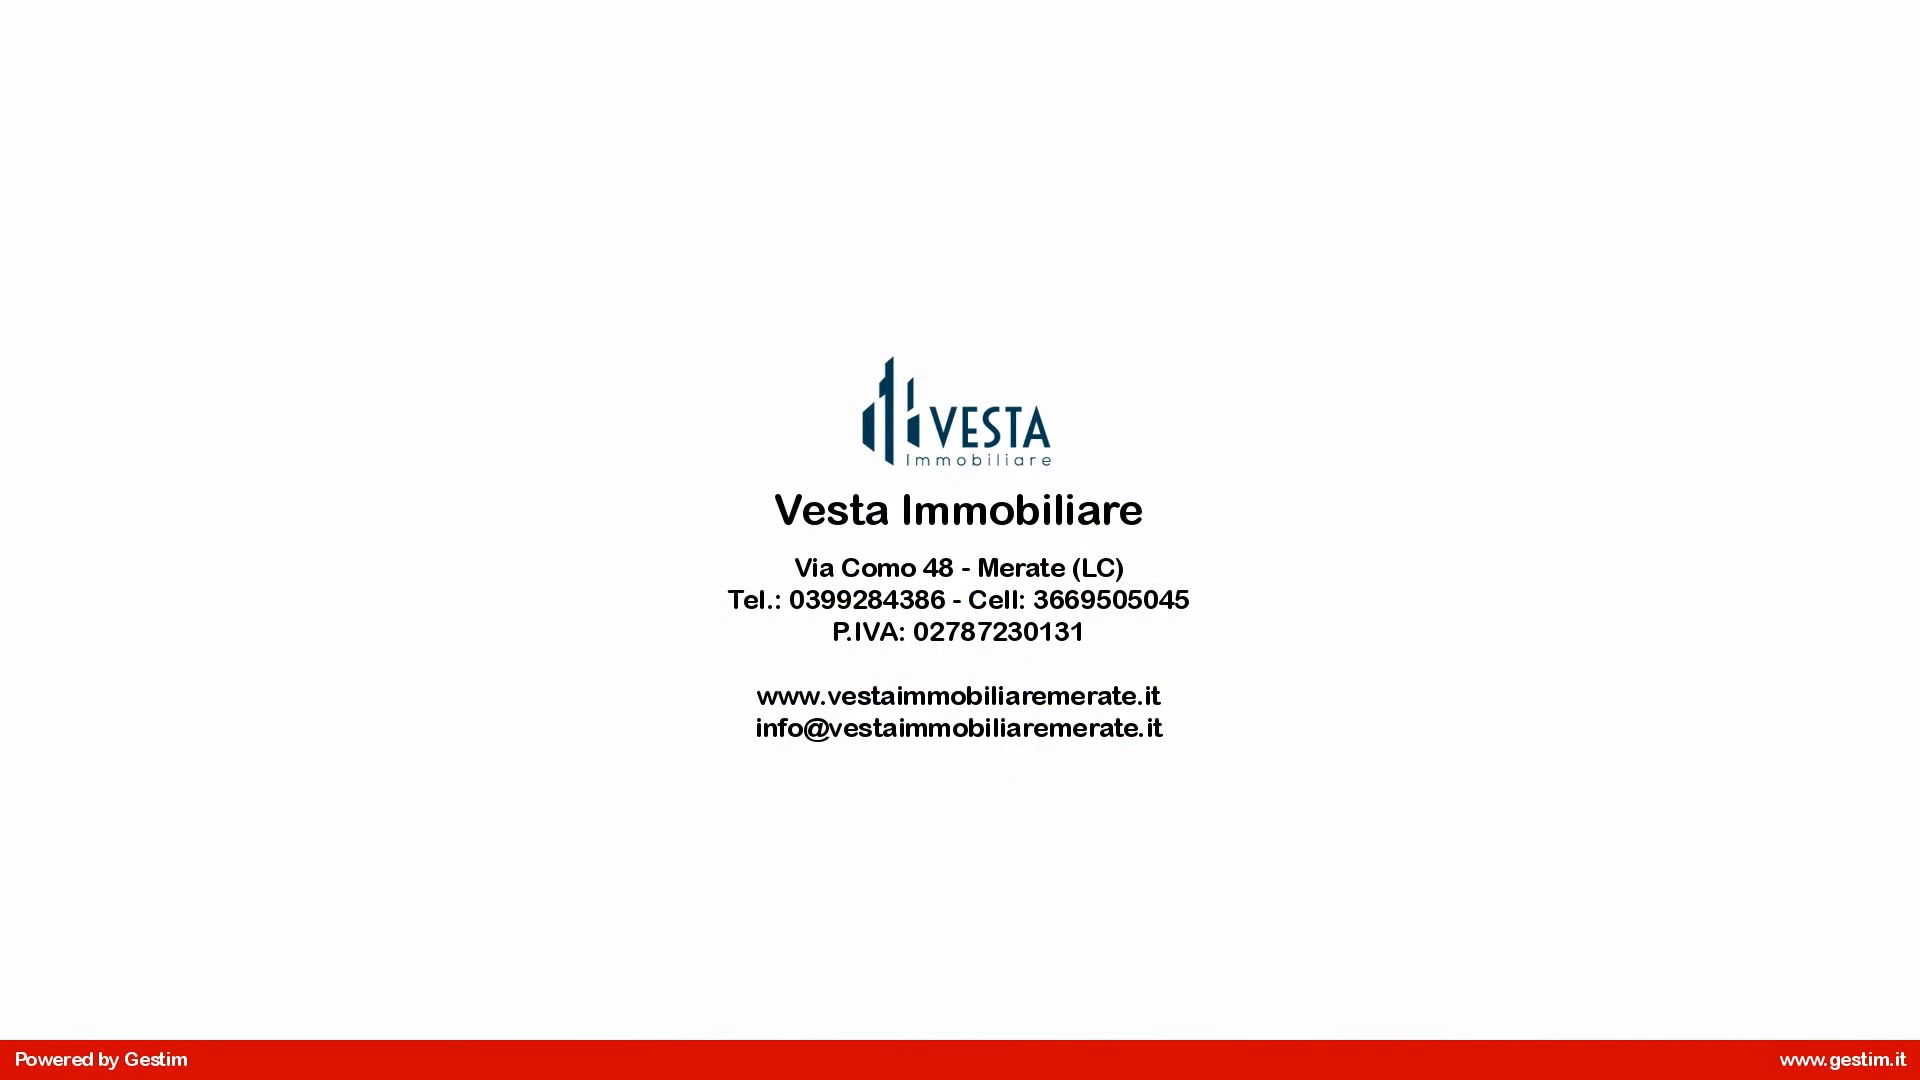 VESTA
Immobiliare
Vesta Immobiliare
Via Como 48 - Merate (LC)
Tel.: 0399284386 - Cell: 3669505045
P.IVA: 02787230131
www.vestaimmobiliaremerate.it
info@vestaimmobiliaremerate.it
Powered by Gestim
www.gestim.it